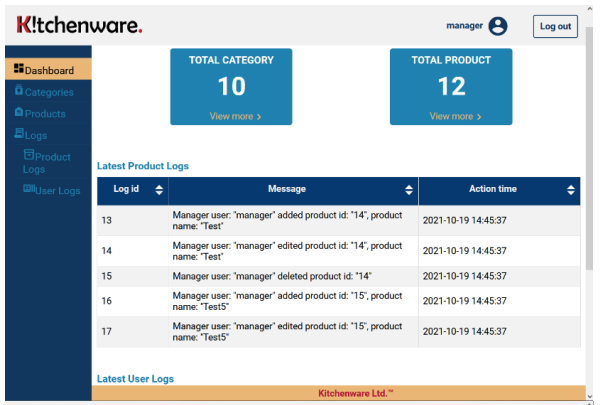 K!tchenware.
manager
Log out
Dashboard
Categories
Products
Logs
Product
Logs
User Logs
TOTAL CATEGORY
10
View more >
TOTAL PRODUCT
12
View more >
Latest Product Logs
Log id Message Action time
13 Manager user: "manager" added product id: "14", product
name: "Test" 2021-10-19 14:45:37
14 Manager user: "manager" edited product id: "14", product
name: "Test" 2021-10-19 14:45:37
15 Manager user: "manager" deleted product id: "14" 2021-10-19 14:45:37
16 Manager user: "manager" added product id: "15", product
name: "Test5" 2021-10-19 14:45:37
17 Manager user: "manager" edited product id: "15", product
name: "Test5" 2021-10-19 14:45:37
Latest User Logs
Kitchenware Ltd.™